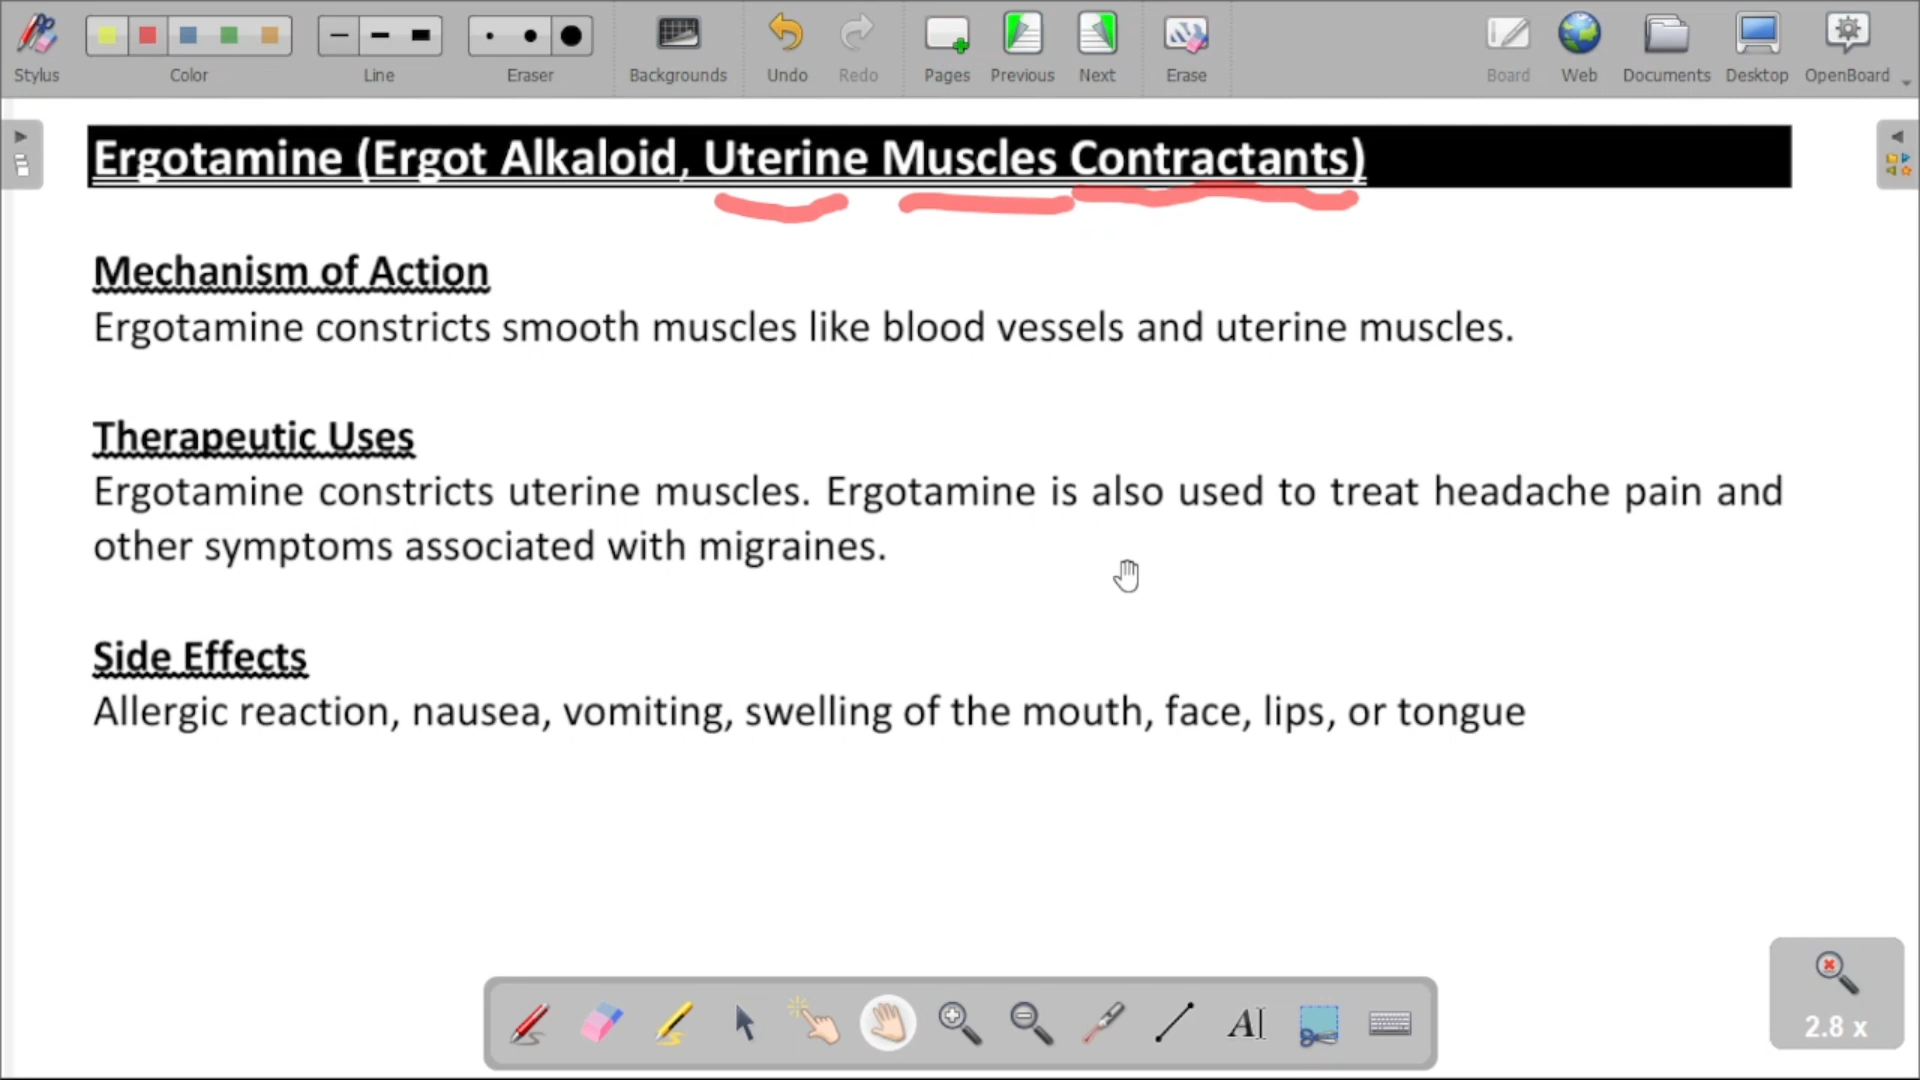 Stylus Color Line Eraser Backgrounds Undo Redo Pages Previous Next Erase Board Web Documents Desktop OpenBoard
Ergotamine (Ergot Alkaloid, Uterine Muscles Contractants)
Mechanism of Action
Ergotamine constricts smooth muscles like blood vessels and uterine muscles.
Therapeutic Uses
Ergotamine constricts uterine muscles. Ergotamine is also used to treat headache pain and
other symptoms associated with migraines.
Side Effects
Allergic reaction, nausea, vomiting, swelling of the mouth, face, lips, or tongue
AI
2.8 x